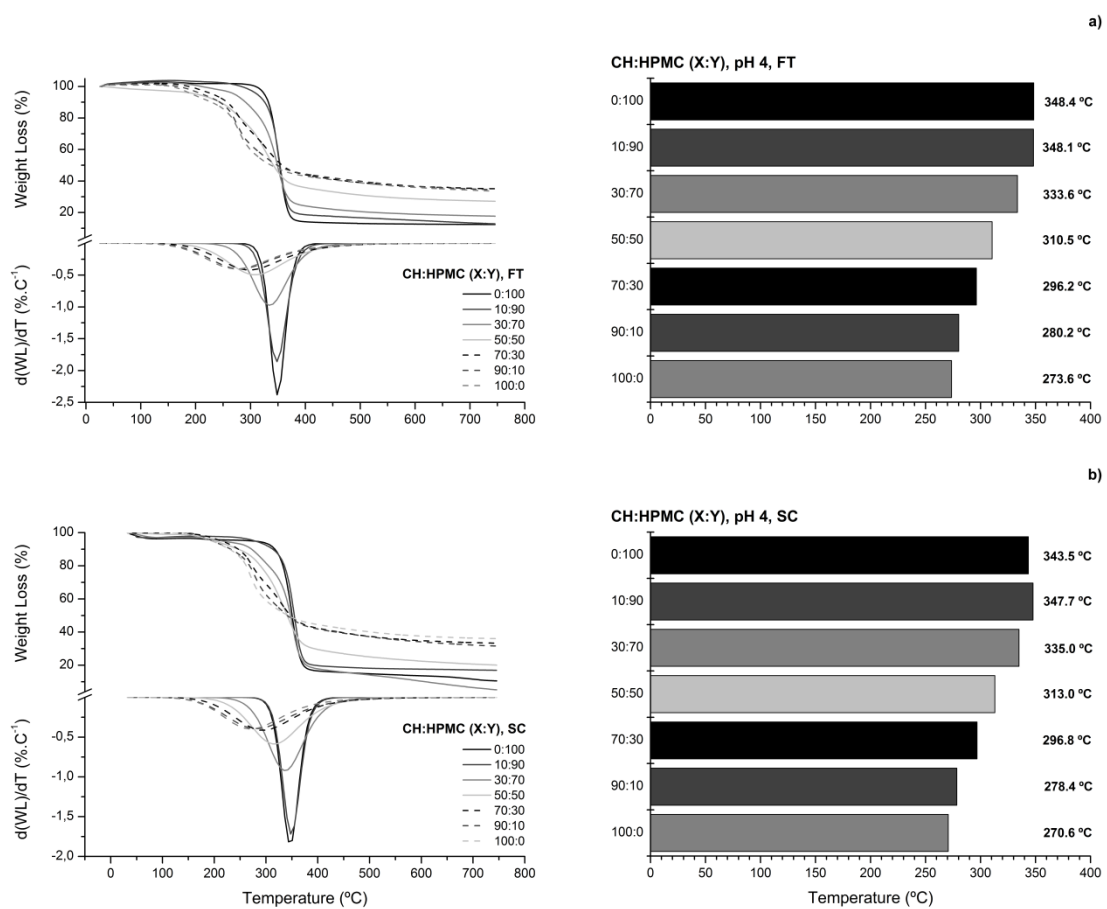 a)
100
80
60
40
20
Weight Loss (%)
-0,5
-1,0
-1,5
-2,0
-2,5
d(WL)/dT (%.C⁻¹)
CH:HPMC (X:Y), FT
0:100
10:90
30:70
50:50
70:30
90:10
100:0
0 100 200 300 400 500 600 700 800
CH:HPMC (X:Y), pH 4, FT
0:100 348.4 ºC
10:90 348.1 ºC
30:70 333.6 ºC
50:50 310.5 ºC
70:30 296.2 ºC
90:10 280.2 ºC
100:0 273.6 ºC
0 50 100 150 200 250 300 350 400
b)
100
80
60
40
20
Weight Loss (%)
-0,5
-1,0
-1,5
-2,0
d(WL)/dT (%.C⁻¹)
CH:HPMC (X:Y), SC
0:100
10:90
30:70
50:50
70:30
90:10
100:0
0 100 200 300 400 500 600 700 800
Temperature (ºC)
CH:HPMC (X:Y), pH 4, SC
0:100 343.5 ºC
10:90 347.7 ºC
30:70 335.0 ºC
50:50 313.0 ºC
70:30 296.8 ºC
90:10 278.4 ºC
100:0 270.6 ºC
0 50 100 150 200 250 300 350 400
Temperature (ºC)